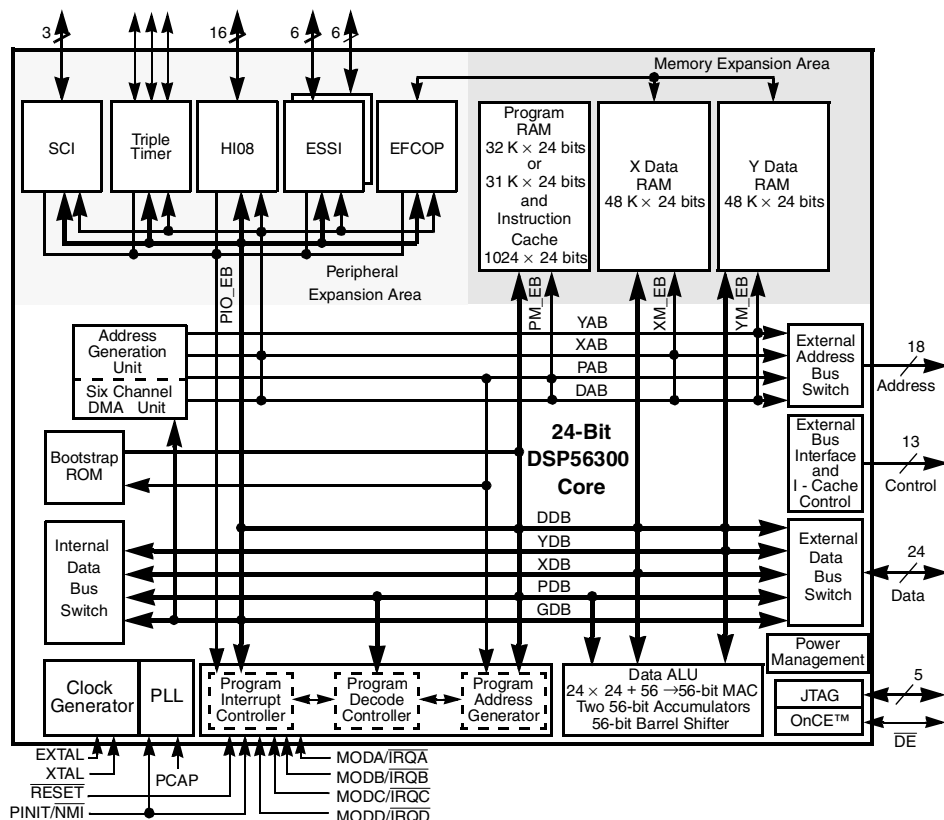 3
16
6
6
Memory Expansion Area
SCI
Triple
Timer
HI08
ESSI
EFCOP
Program
RAM
32 K × 24 bits
or
31 K × 24 bits
and
Instruction
Cache
1024 × 24 bits
X Data
RAM
48 K × 24 bits
Y Data
RAM
48 K × 24 bits
Peripheral
Expansion Area
PIO_EB
PM_EB
XM_EB
YM_EB
Address
Generation
Unit
Six Channel
DMA Unit
YAB
XAB
PAB
DAB
External
Address
Bus
Switch
18
Address
Bootstrap
ROM
24-Bit
DSP56300
Core
External
Bus
Interface
and
I - Cache
Control
13
Control
Internal
Data
Bus
Switch
DDB
YDB
XDB
PDB
GDB
External
Data
Bus
Switch
24
Data
Power
Management
Clock
Generator
PLL
Program
Interrupt
Controller
Program
Decode
Controller
Program
Address
Generator
Data ALU
24 × 24 + 56 →56-bit MAC
Two 56-bit Accumulators
56-bit Barrel Shifter
JTAG
OnCE™
5
DE
EXTAL
XTAL
RESET
PINIT/NMI
PCAP
MODA/IRQA
MODB/IRQB
MODC/IRQC
MODD/IRQD